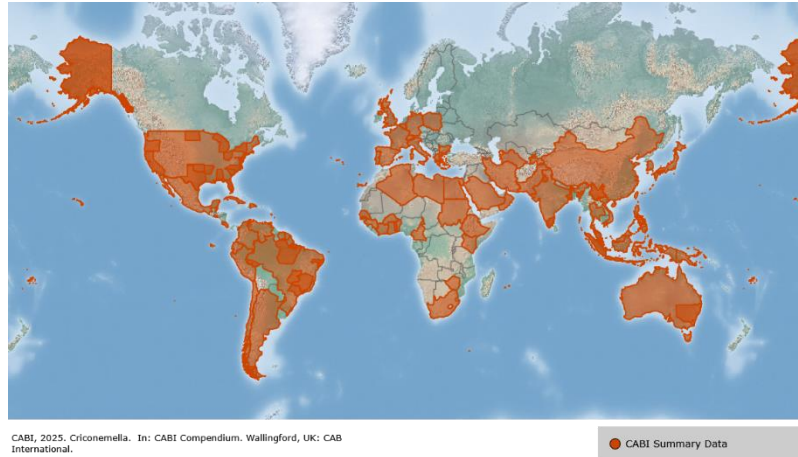 CABI, 2025. Criconemella. In: CABI Compendium. Wallingford, UK: CAB
International.
CABI Summary Data